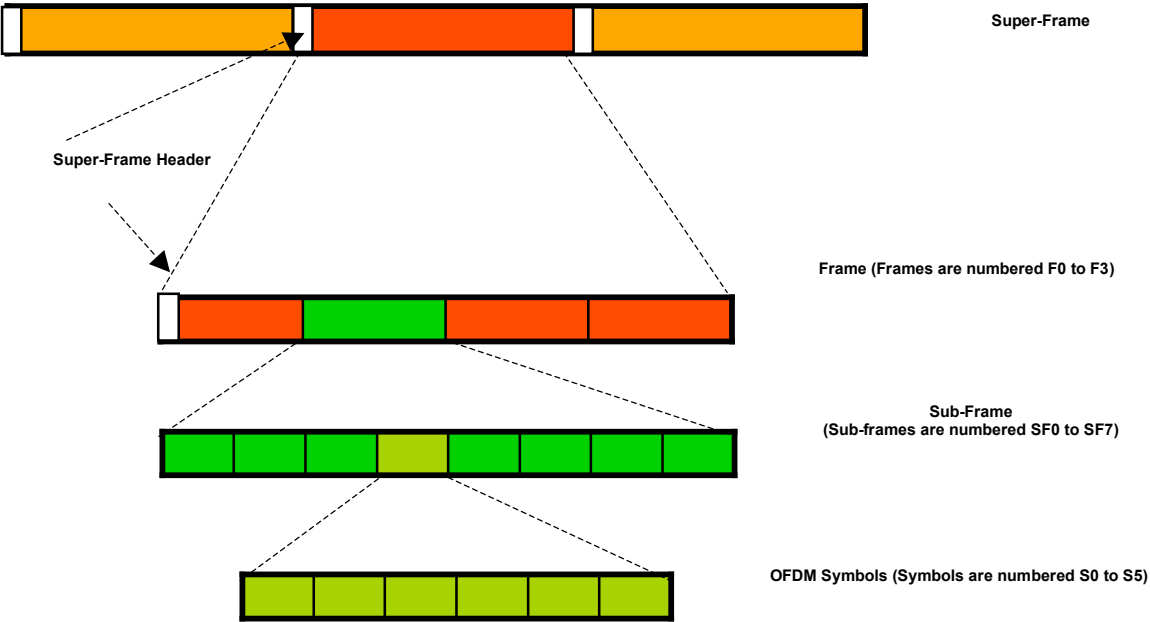 Super-Frame
Super-Frame Header
Frame (Frames are numbered F0 to F3)
Sub-Frame
(Sub-frames are numbered SF0 to SF7)
OFDM Symbols (Symbols are numbered S0 to S5)